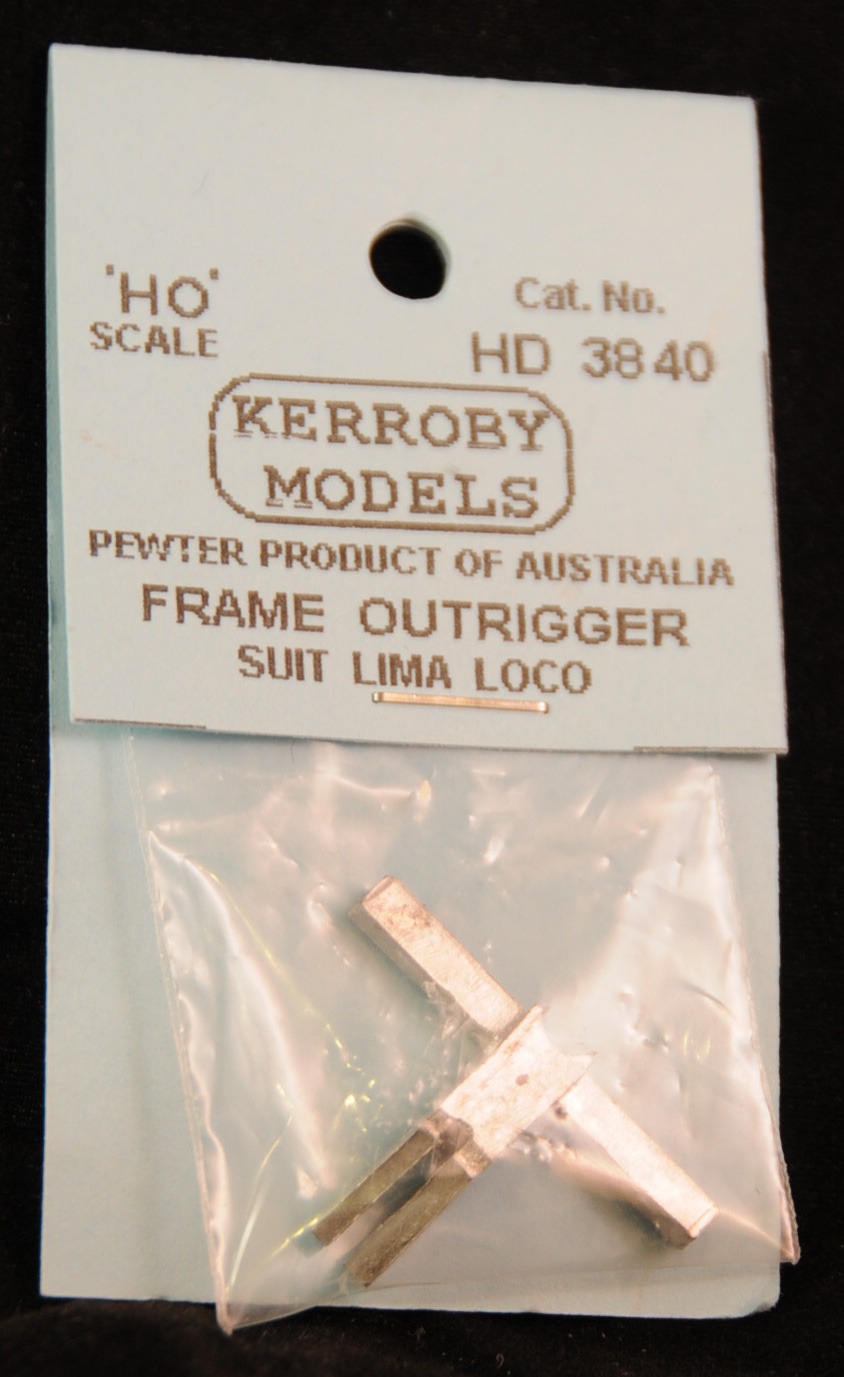 'HO'
SCALE
Cat. No.
HD 3840
KERROBY
MODELS
PEWTER PRODUCT OF AUSTRALIA
FRAME OUTRIGGER
SUIT LIMA LOCO